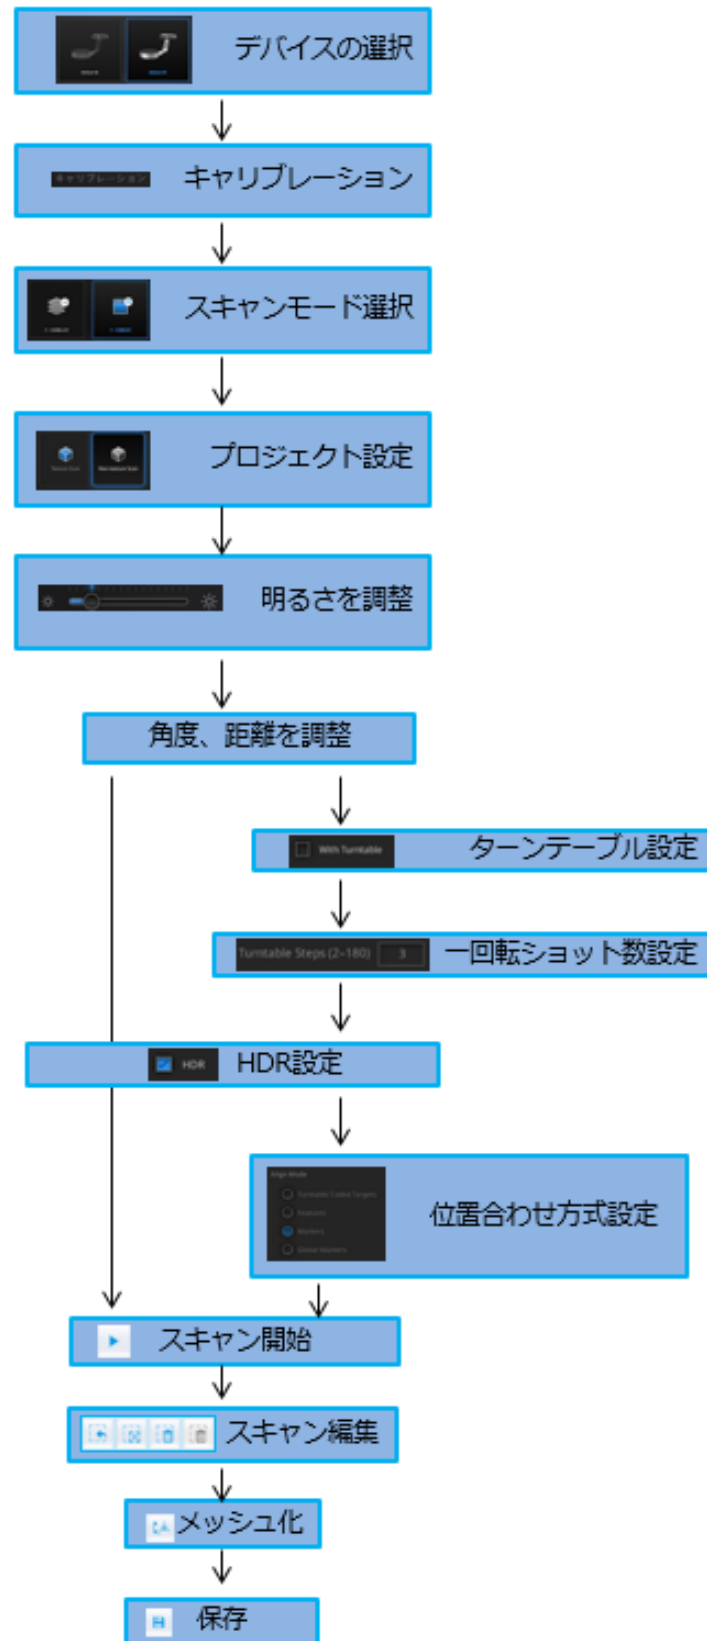 デバイスの選択
キャリブレーション キャリブレーション
スキャンモード選択
プロジェクト設定
明るさを調整
角度、距離を調整
With Turntable ターンテーブル設定
Turntable Steps (2-180) 3 一回転ショット数設定
HDR HDR設定
Align Mode
Turntable Coded Targets
Features
Markers
Global Markers
位置合わせ方式設定
スキャン開始
スキャン編集
メッシュ化
保存